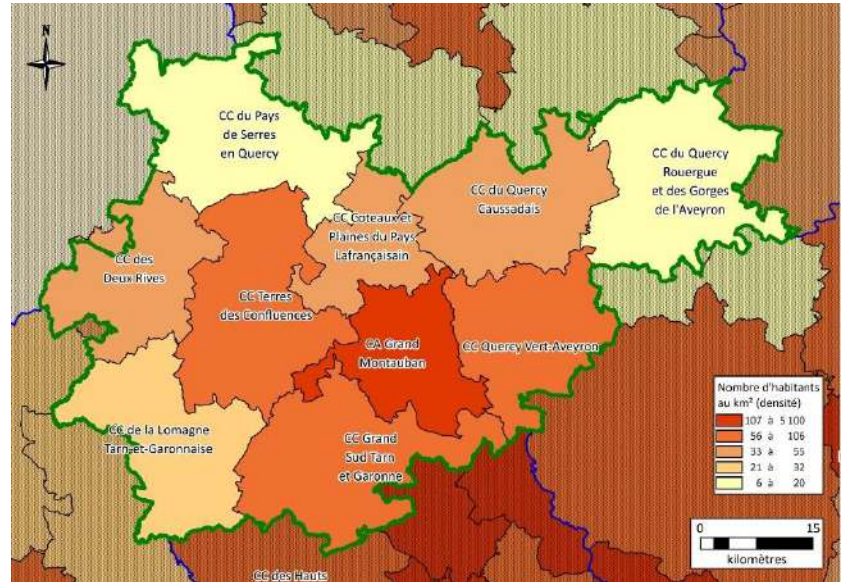 N
CC du Pays
de Serres
en Quercy
CC du Quercy
Rouergue
et des Gorges
de l'Aveyron
CC du Quercy
Caussadais
CC Coteaux et
Plaines du Pays
Lafrançaisain
CC des
Deux Rives
CC Terres
des Confluences
CA Grand
Montauban
CC Quercy Vert-Aveyron
CC de la Lomagne
Tarn-et-Garonnaise
CC Grand
Sud Tarn
et Garonne
CC des Hauts
Nombre d'habitants
au km² (densité)
107 à 5 100
56 à 106
33 à 55
21 à 32
6 à 20
0 15
kilomètres